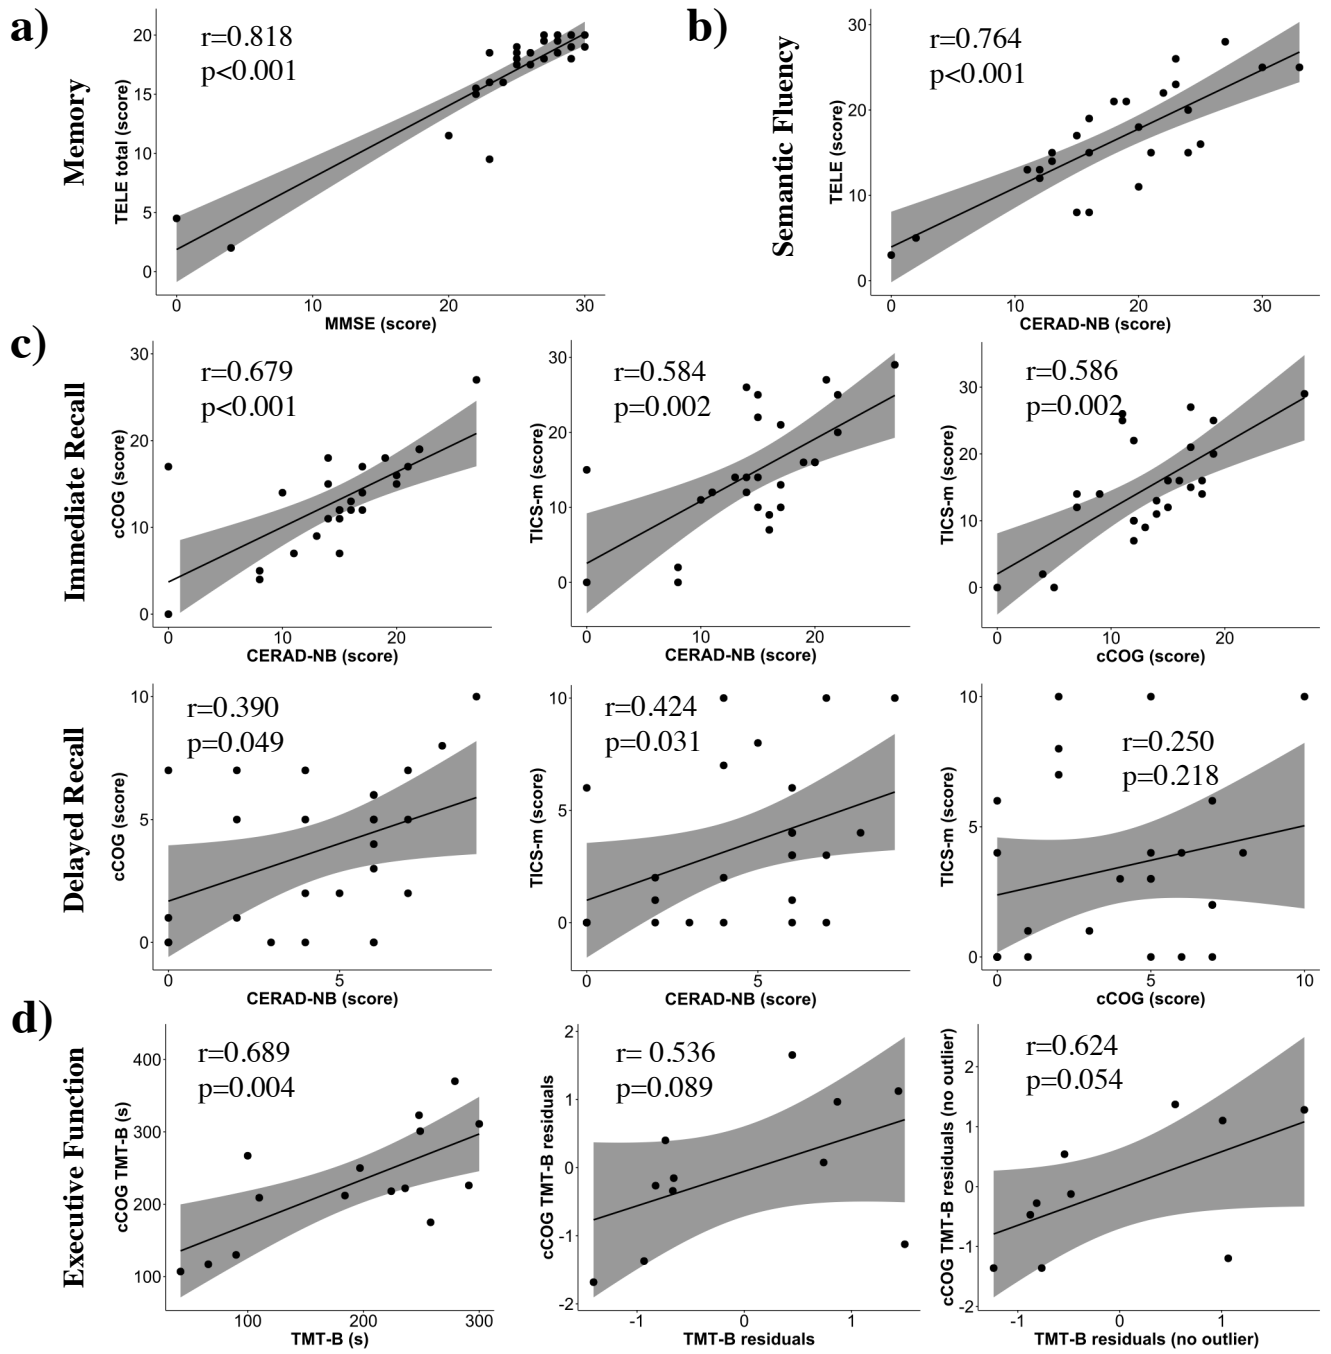 a)
Memory
r=0.818
p<0.001
TELE total (score)
20
15
10
5
0
0 10 20 30
MMSE (score)
b)
Semantic Fluency
r=0.764
p<0.001
TELE (score)
30
20
10
0
0 10 20 30
CERAD-NB (score)
c)
Immediate Recall
r=0.679
p<0.001
cCOG (score)
30
20
10
0
0 10 20
CERAD-NB (score)
r=0.584
p=0.002
TICS-m (score)
30
20
10
0
0 10 20
CERAD-NB (score)
r=0.586
p=0.002
TICS-m (score)
30
20
10
0
0 10 20
cCOG (score)
Delayed Recall
r=0.390
p=0.049
cCOG (score)
10
5
0
0 5
CERAD-NB (score)
r=0.424
p=0.031
TICS-m (score)
10
5
0
0 5
CERAD-NB (score)
r=0.250
p=0.218
TICS-m (score)
10
5
0
0 5 10
cCOG (score)
d)
Executive Function
r=0.689
p=0.004
cCOG TMT-B (s)
400
300
200
100
100 200 300
TMT-B (s)
r= 0.536
p=0.089
cCOG TMT-B residuals
2
1
0
-1
-2
-1 0 1
TMT-B residuals
r=0.624
p=0.054
cCOG TMT-B residuals (no outlier)
2
1
0
-1
-2
-1 0 1
TMT-B residuals (no outlier)